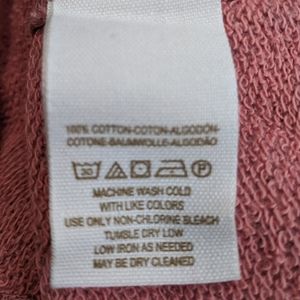 100% COTTON-COTON-ALGODÓN-
COTONE-BAUMWOLLE-ALGODÃO
30 P
MACHINE WASH COLD
WITH LIKE COLORS
USE ONLY NON-CHLORINE BLEACH
TUMBLE DRY LOW
LOW IRON AS NEEDED
MAY BE DRY CLEANED